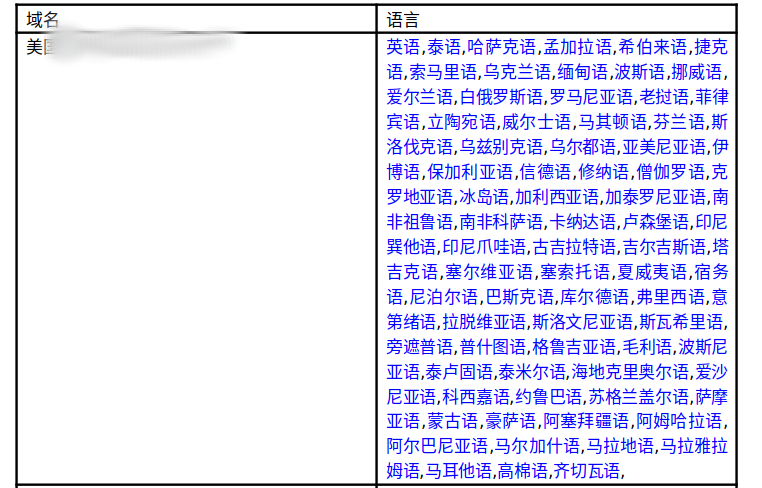 域名
语言
美国
英语,泰语,哈萨克语,孟加拉语,希伯来语,捷克
语,索马里语,乌克兰语,缅甸语,波斯语,挪威语,
爱尔兰语,白俄罗斯语,罗马尼亚语,老挝语,菲律
宾语,立陶宛语,威尔士语,马其顿语,芬兰语,斯
洛伐克语,乌兹别克语,乌尔都语,亚美尼亚语,伊
博语,保加利亚语,信德语,修纳语,僧伽罗语,克
罗地亚语,冰岛语,加利西亚语,加泰罗尼亚语,南
非祖鲁语,南非科萨语,卡纳达语,卢森堡语,印尼
巽他语,印尼爪哇语,古吉拉特语,吉尔吉斯语,塔
吉克语,塞尔维亚语,塞索托语,夏威夷语,宿务
语,尼泊尔语,巴斯克语,库尔德语,弗里西语,意
第绪语,拉脱维亚语,斯洛文尼亚语,斯瓦希里语,
旁遮普语,普什图语,格鲁吉亚语,毛利语,波斯尼
亚语,泰卢固语,泰米尔语,海地克里奥尔语,爱沙
尼亚语,科西嘉语,约鲁巴语,苏格兰盖尔语,萨摩
亚语,蒙古语,豪萨语,阿塞拜疆语,阿姆哈拉语,
阿尔巴尼亚语,马尔加什语,马拉地语,马拉雅拉
姆语,马耳他语,高棉语,齐切瓦语,